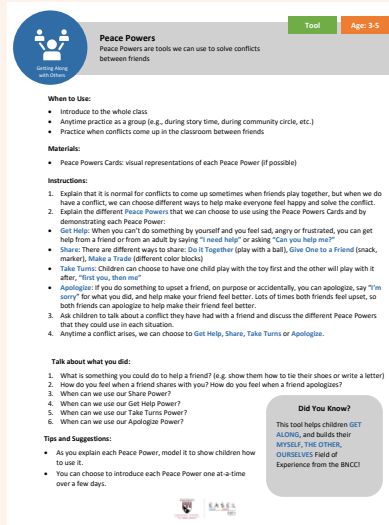 Tool
Age: 3-5
Peace Powers
Peace Powers are tools we can use to solve conflicts
between friends
Getting Along
with Others
When to Use:
• Introduce to the whole class
• Anytime practice as a group (e.g., during story time, during community circle, etc.)
• Practice when conflicts come up in the classroom between friends
Materials:
• Peace Powers Cards: visual representations of each Peace Power (if possible)
Instructions:
1. Explain that it is normal for conflicts to come up sometimes when friends play together, but when we do
have a conflict, we can choose different ways to help make everyone feel happy and solve the conflict.
2. Explain the different Peace Powers that we can choose to use using the Peace Powers Cards and by
demonstrating each Peace Power:
• Get Help: When you can't do something by yourself and you feel sad, angry or frustrated, you can get
help from a friend or from an adult by saying "I need help" or asking "Can you help me?"
• Share: There are different ways to share: Do it Together (play with a ball), Give One to a Friend (snack,
marker), Make a Trade (different color blocks)
• Take Turns: Children can choose to have one child play with the toy first and the other will play with it
after, "first you, then me"
• Apologize: If you do something to upset a friend, on purpose or accidently, you can apologize, say "I'm
sorry" for what you did, and help make your friend feel better. Lots of times both friends feel upset, so
both friends can apologize to help make their friend feel better.
3. Ask children to talk about a conflict they have had with a friend and discuss the different Peace Powers
that they could use in each situation.
4. Anytime a conflict arises, we can choose to Get Help, Share, Take Turns or Apologize.
Talk about what you did:
1. What is something you could do to help a friend? (e.g. show them how to tie their shoes or write a letter)
2. How do you feel when a friend shares with you? How do you feel when a friend apologizes?
3. When can we use our Share Power?
4. When can we use our Get Help Power?
5. When can we use our Take Turns Power?
6. When can we use our Apologize Power?
Tips and Suggestions:
• As you explain each Peace Power, model it to show children how
to use it.
• You can choose to introduce each Peace Power one at-a-time
over a few days.
Did You Know?
This tool helps children GET
ALONG, and builds their
MYSELF, THE OTHER,
OURSELVES Field of
Experience from the BNCC!
EASEL